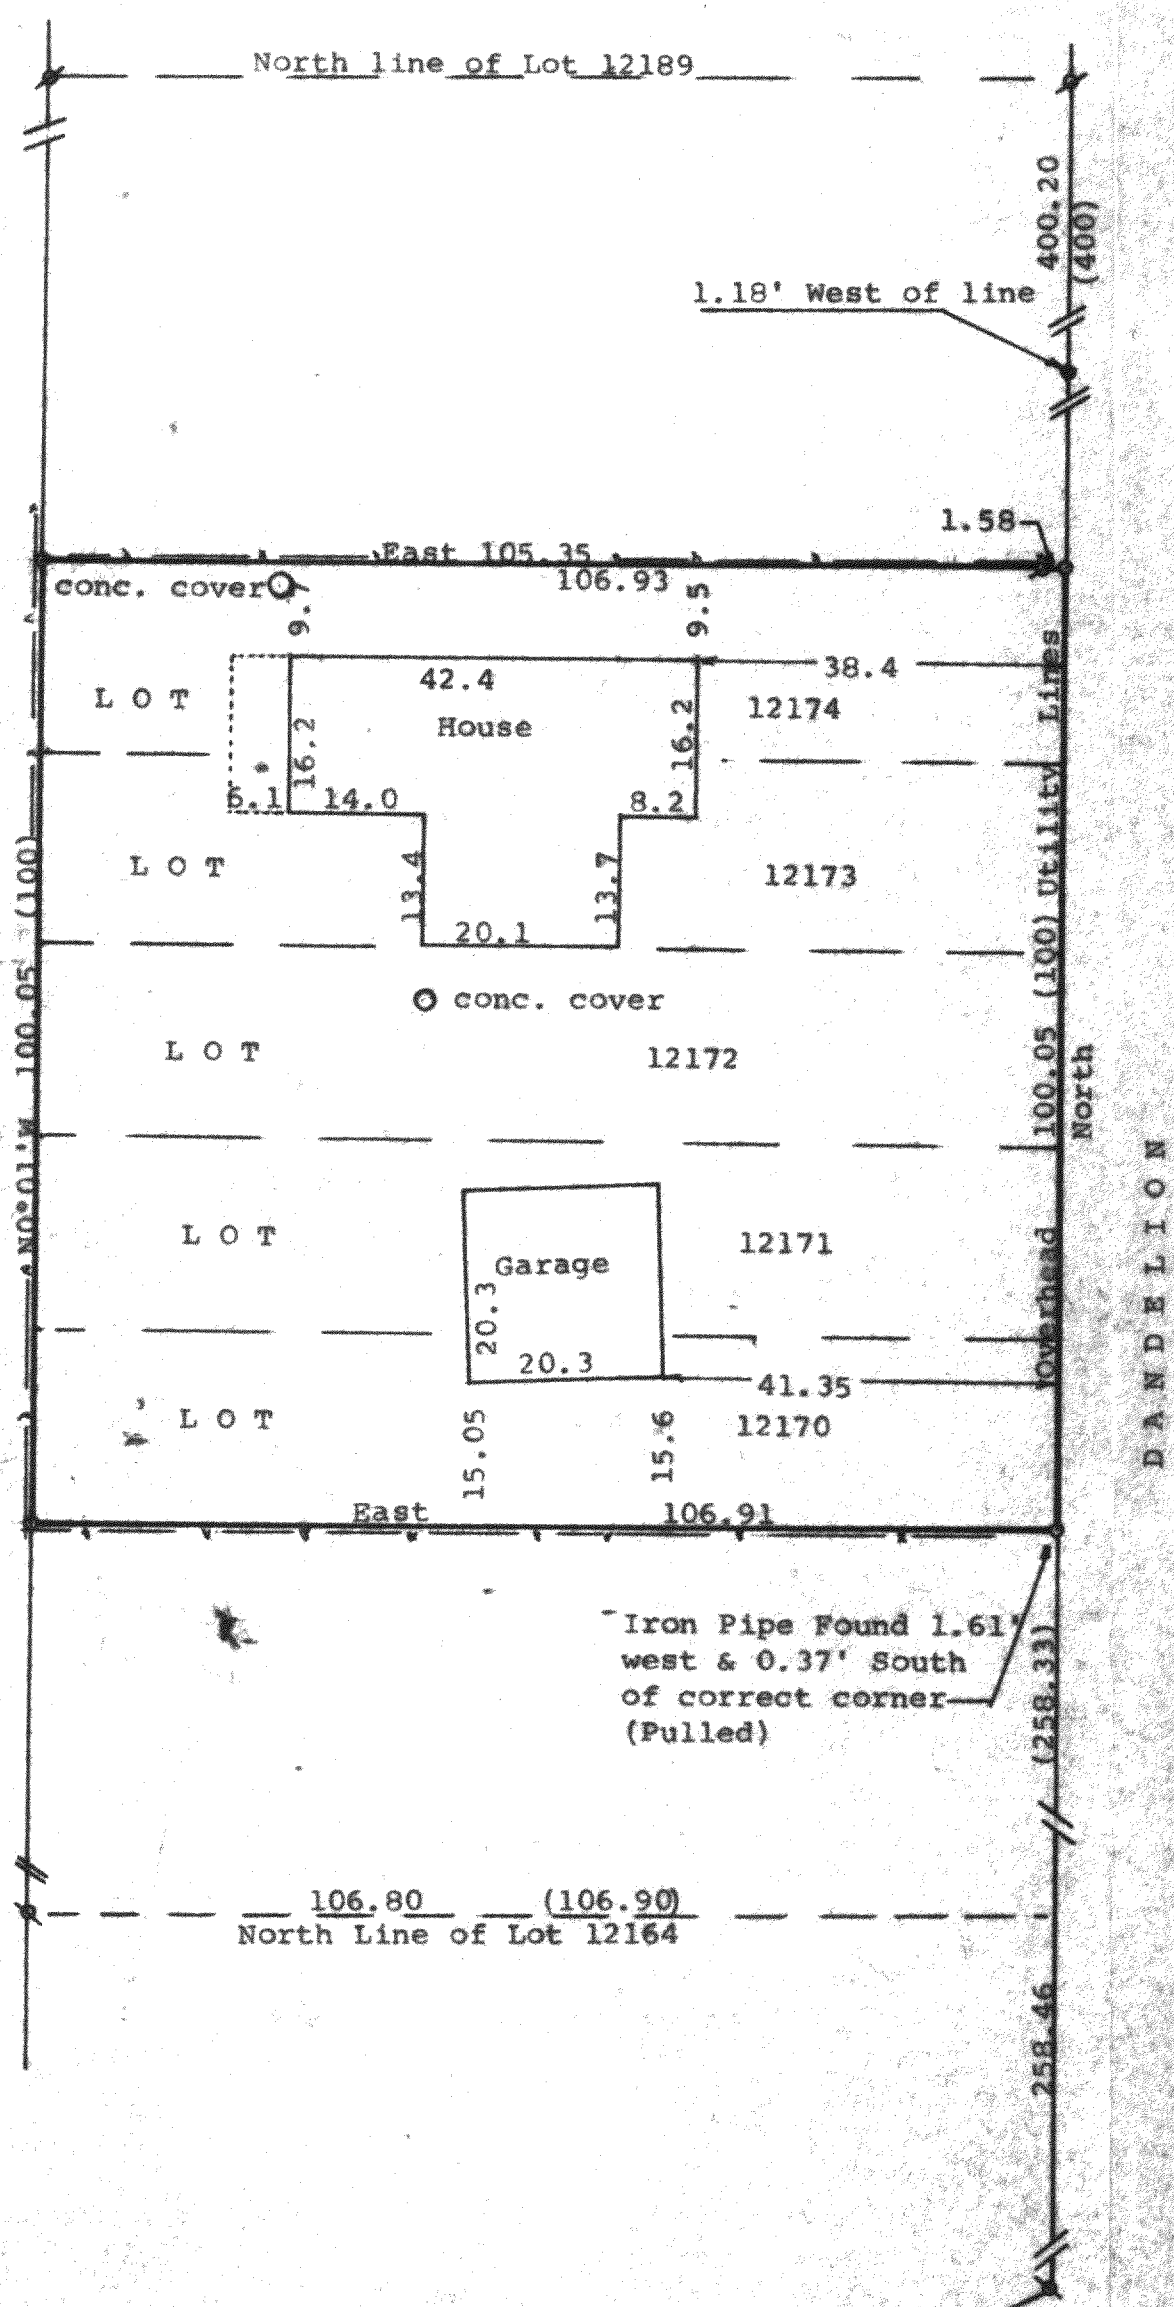 North line of Lot 12189
400.20
(400)
1.18' West of line
1.58
East 105.35
106.93
conc. cover
9.7
9.5
42.4
38.4
LOT
House
12174
16.2
16.2
14.0
8.2
LOT
12173
13.4
13.7
20.1
conc. cover
LOT
12172
N0°01'W 100.05 (100)
Overhead Utility Lines
100.05 (100)
North
DANDELION
LOT
12171
Garage
20.3
20.3
41.35
LOT
12170
15.05
15.6
East 106.91
Iron Pipe Found 1.61'
west & 0.37' South
of correct corner
(Pulled)
(258.33)
106.80 (106.90)
North Line of Lot 12164
258.46